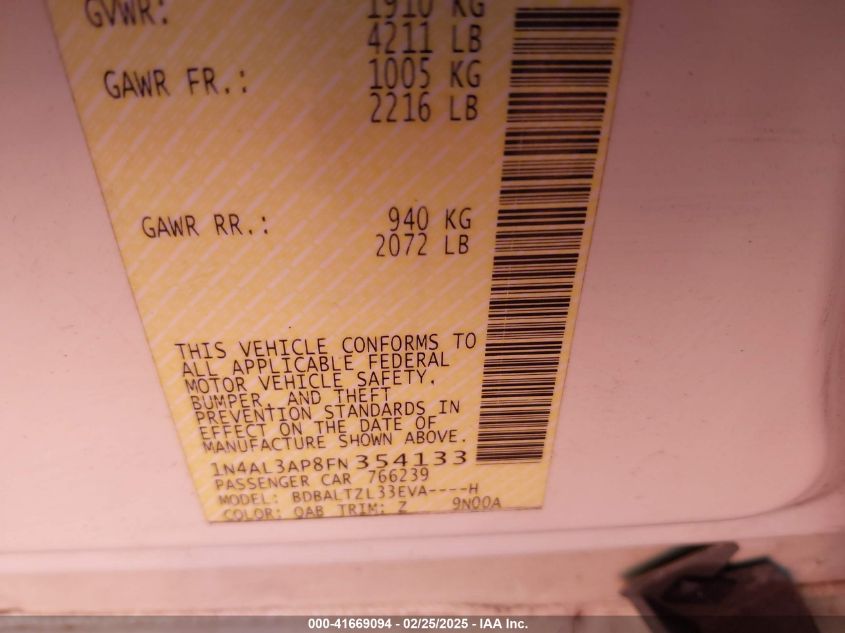 GVWR: 1910 KG
4211 LB
GAWR FR.: 1005 KG
2216 LB
GAWR RR.: 940 KG
2072 LB
THIS VEHICLE CONFORMS TO
ALL APPLICABLE FEDERAL
MOTOR VEHICLE SAFETY,
BUMPER, AND THEFT
PREVENTION STANDARDS IN
EFFECT ON THE DATE OF
MANUFACTURE SHOWN ABOVE.
1N4AL3AP8FN354133
PASSENGER CAR 766239
MODEL: BDBALTZL33EVA----H
COLOR: QAB TRIM: Z 9N00A
000-41669094 - 02/25/2025 - IAA Inc.